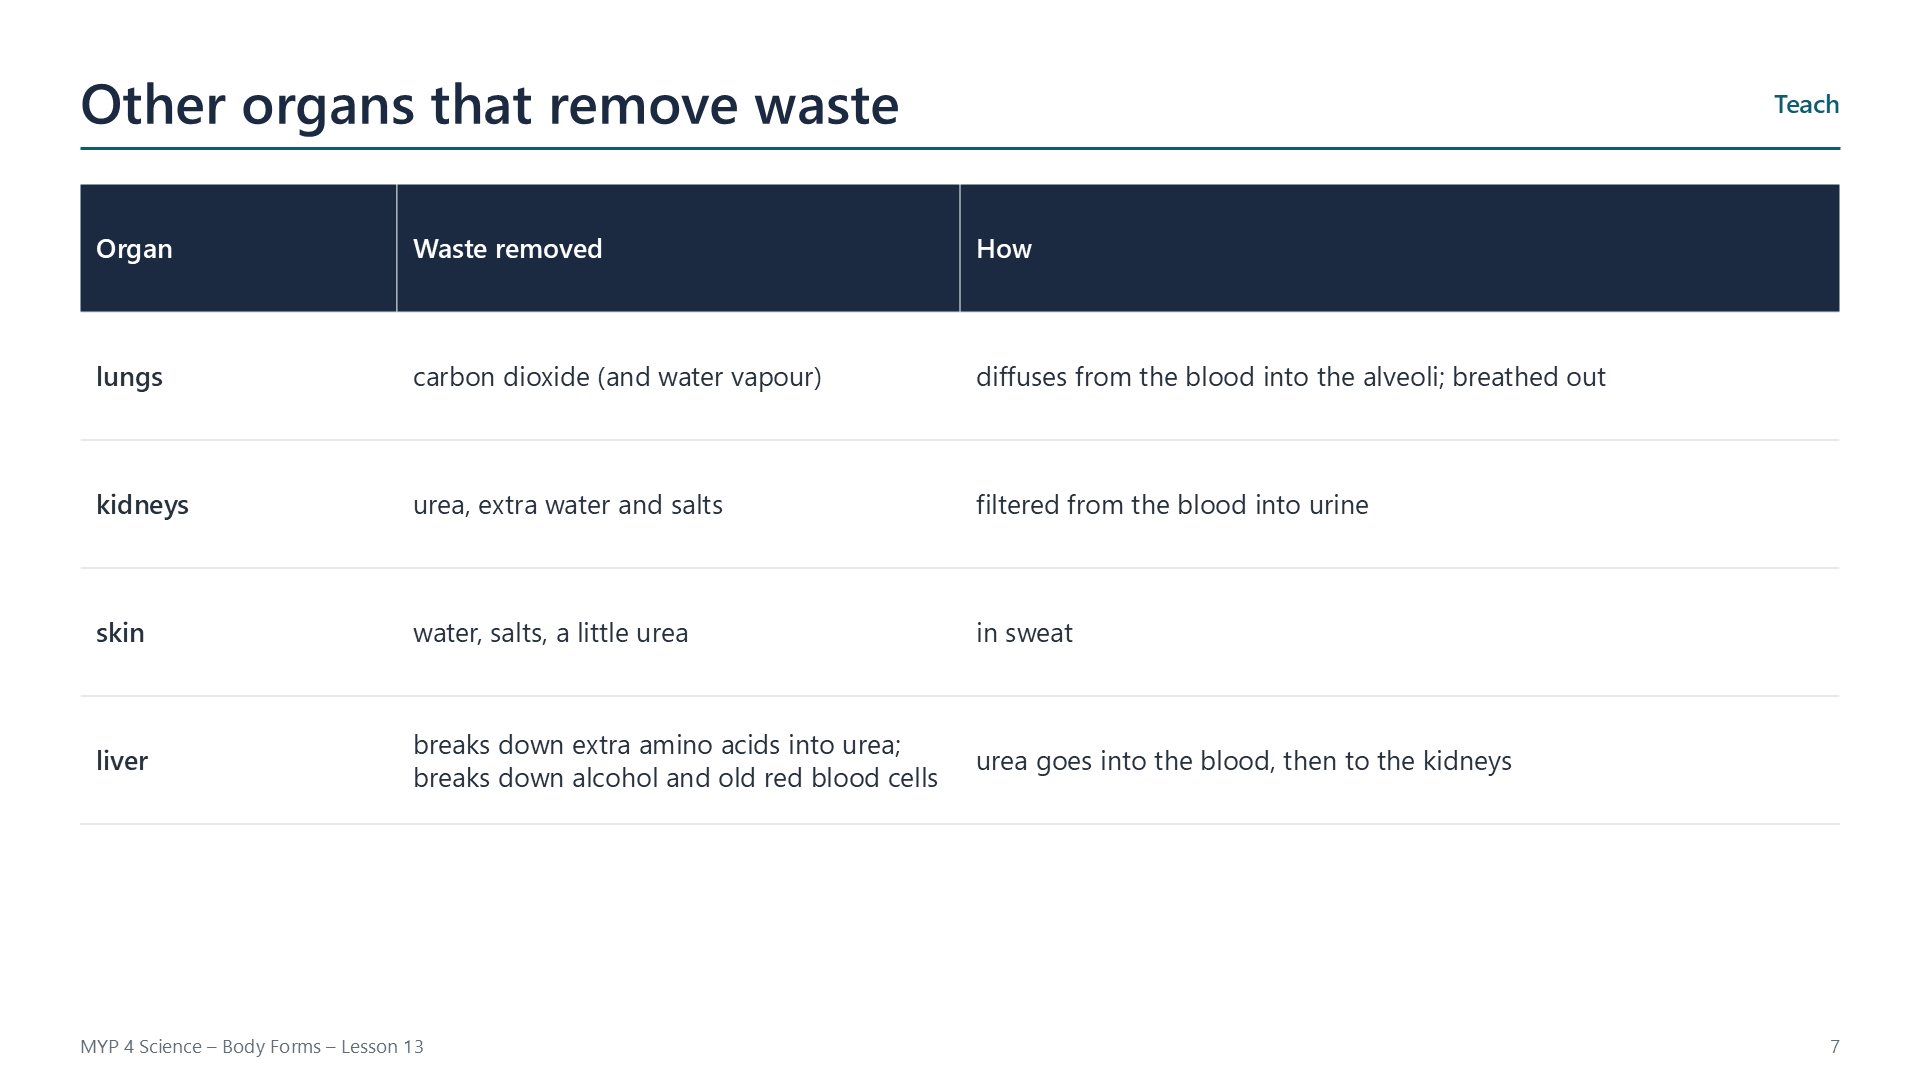 Other organs that remove waste
Teach
Organ
Waste removed
How
lungs
carbon dioxide (and water vapour)
diffuses from the blood into the alveoli; breathed out
kidneys
urea, extra water and salts
filtered from the blood into urine
skin
water, salts, a little urea
in sweat
liver
breaks down extra amino acids into urea;
breaks down alcohol and old red blood cells
urea goes into the blood, then to the kidneys
MYP 4 Science – Body Forms – Lesson 13
7